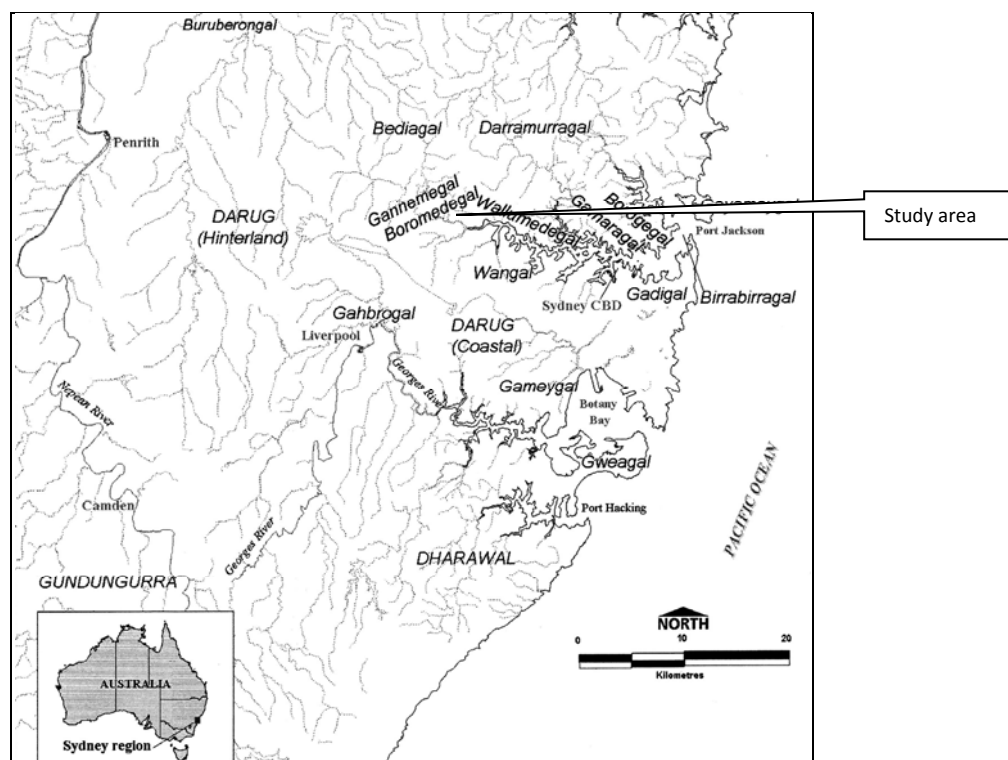 Buruberongal
Penrith
Bediagal
Darramurragal
Gannemegal
Boromedegal
Wallumedegal
Gamaragal
Borogegal
Port Jackson
Study area
DARUG
(Hinterland)
Wangal
Sydney CBD
Gadigal
Birrabirragal
Gahbrogal
Liverpool
DARUG
(Coastal)
Georges River
Gameygal
Botany
Bay
Nepean River
Gweagal
Camden
Port Hacking
PACIFIC OCEAN
Georges River
DHARAWAL
GUNDUNGURRA
NORTH
0 10 20
Kilometres
AUSTRALIA
Sydney region